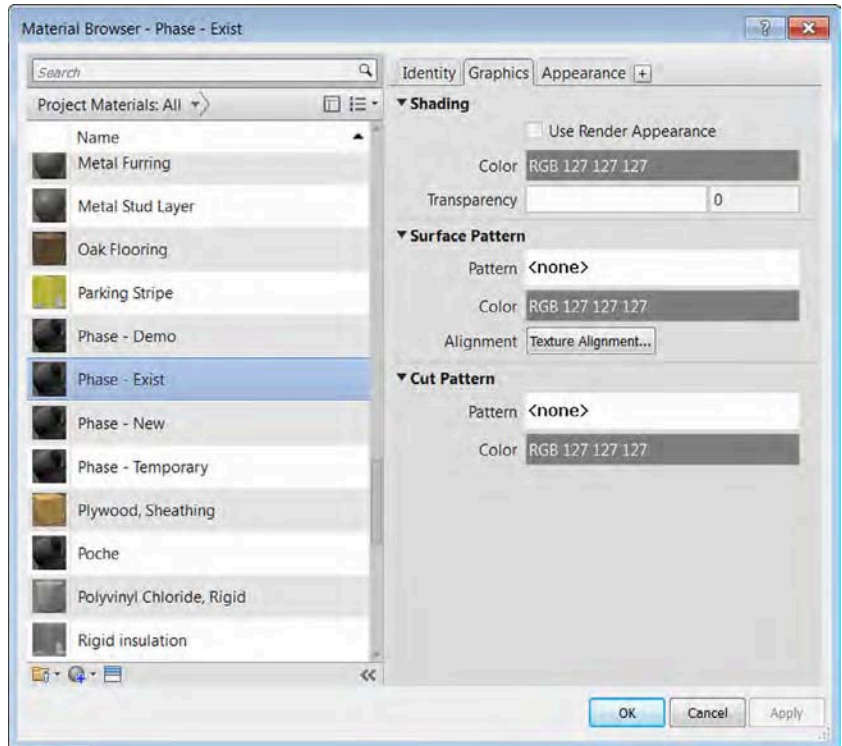 Material Browser - Phase - Exist
Search
Project Materials: All
Name
Metal Furring
Metal Stud Layer
Oak Flooring
Parking Stripe
Phase - Demo
Phase - Exist
Phase - New
Phase - Temporary
Plywood, Sheathing
Poche
Polyvinyl Chloride, Rigid
Rigid insulation
Identity Graphics Appearance +
Shading
Use Render Appearance
Color RGB 127 127 127
Transparency 0
Surface Pattern
Pattern <none>
Color RGB 127 127 127
Alignment Texture Alignment...
Cut Pattern
Pattern <none>
Color RGB 127 127 127
OK Cancel Apply